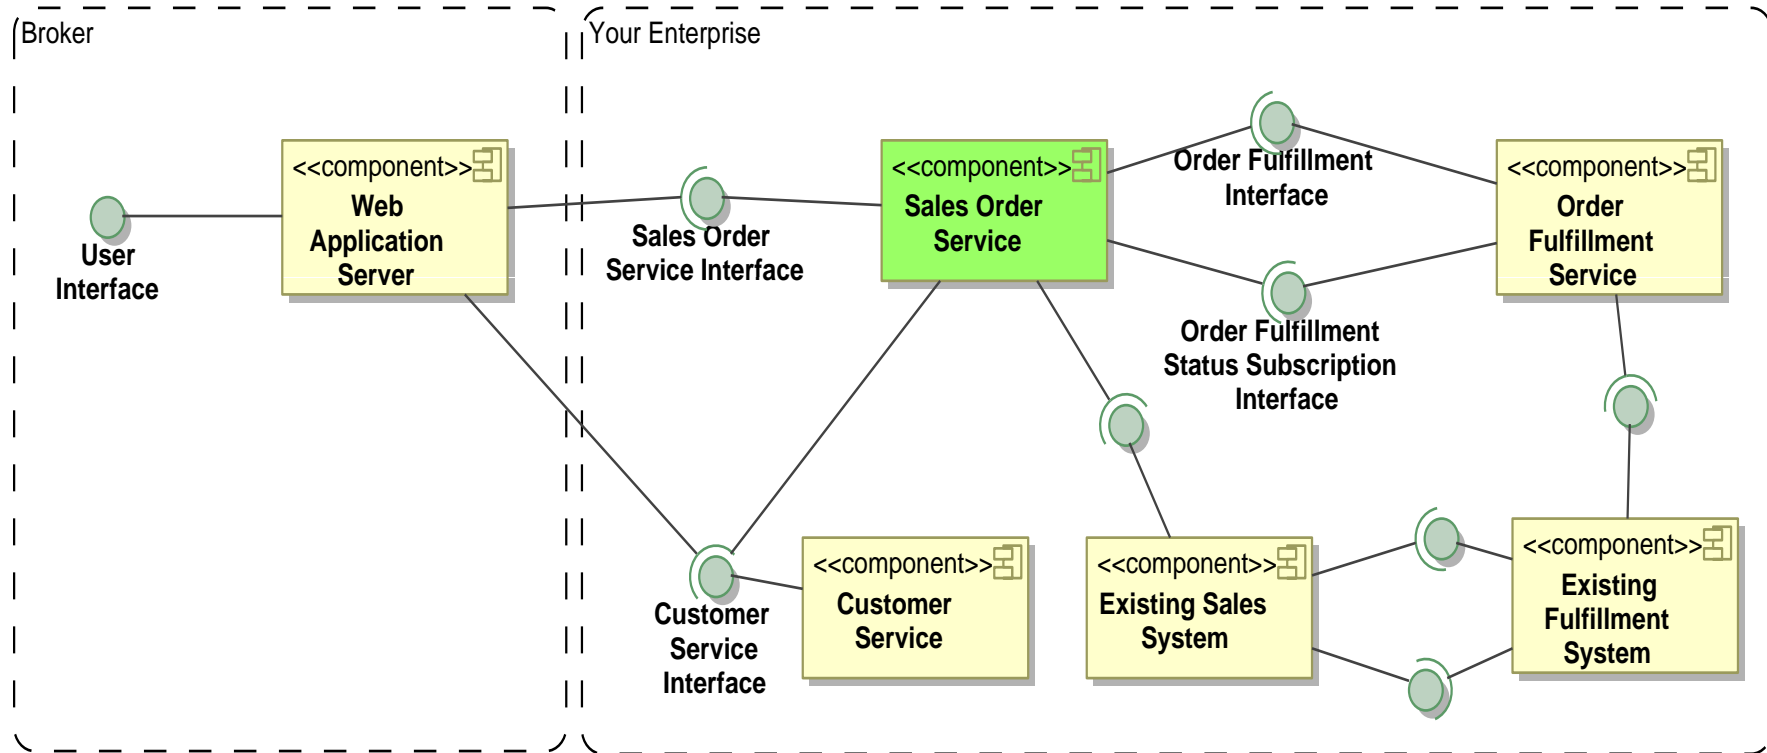 Broker
Your Enterprise
<<component>>
Web
Application
Server
User
Interface
Sales Order
Service Interface
<<component>>
Sales Order
Service
Order Fulfillment
Interface
Order Fulfillment
Status Subscription
Interface
<<component>>
Order
Fulfillment
Service
Customer
Service
Interface
<<component>>
Customer
Service
<<component>>
Existing Sales
System
<<component>>
Existing
Fulfillment
System